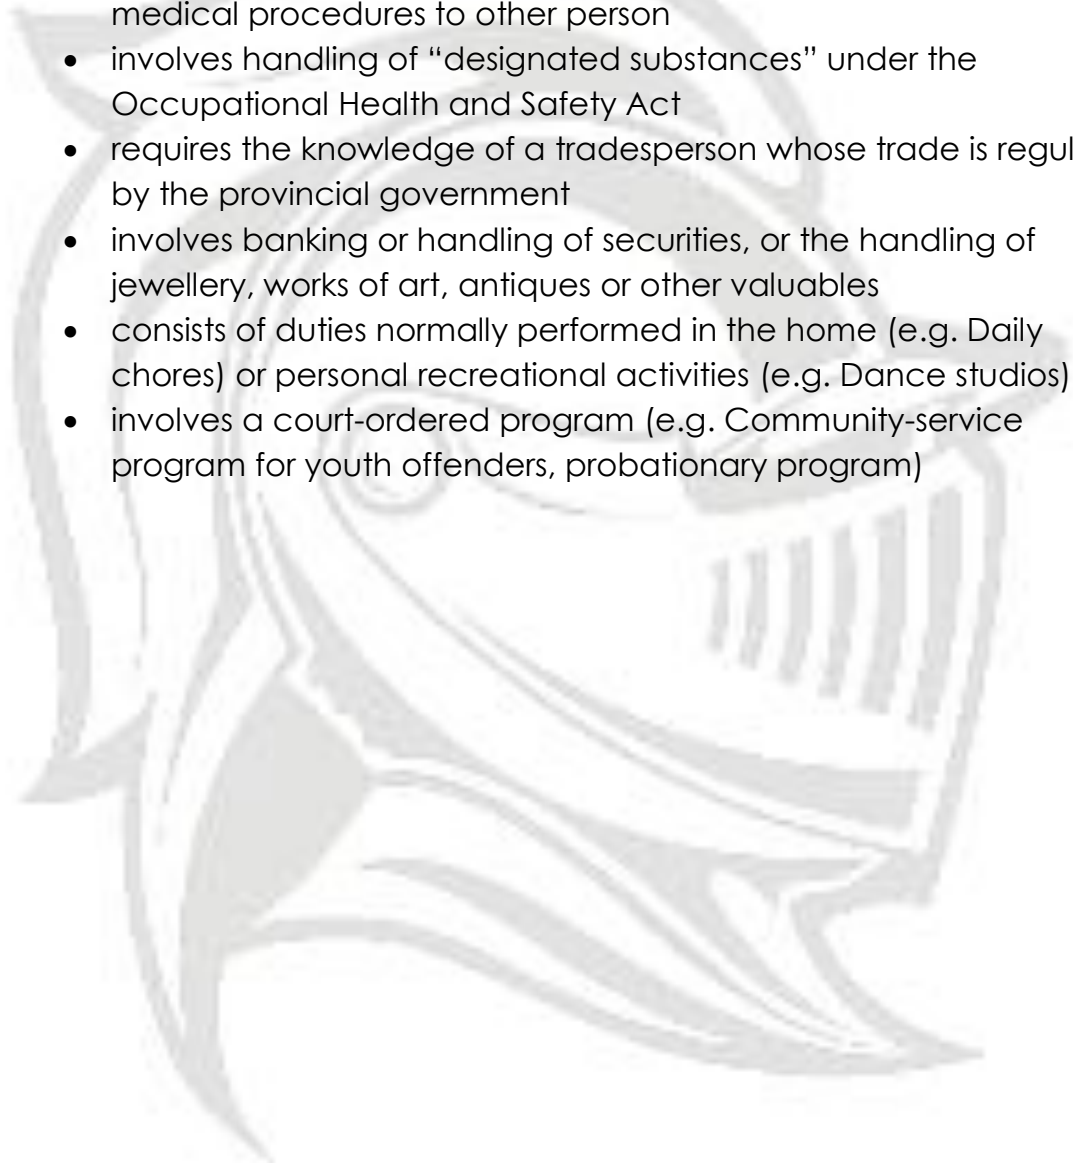 medical procedures to other person
• involves handling of “designated substances” under the
Occupational Health and Safety Act
• requires the knowledge of a tradesperson whose trade is regul
by the provincial government
• involves banking or handling of securities, or the handling of
jewellery, works of art, antiques or other valuables
• consists of duties normally performed in the home (e.g. Daily
chores) or personal recreational activities (e.g. Dance studios)
• involves a court-ordered program (e.g. Community-service
program for youth offenders, probationary program)